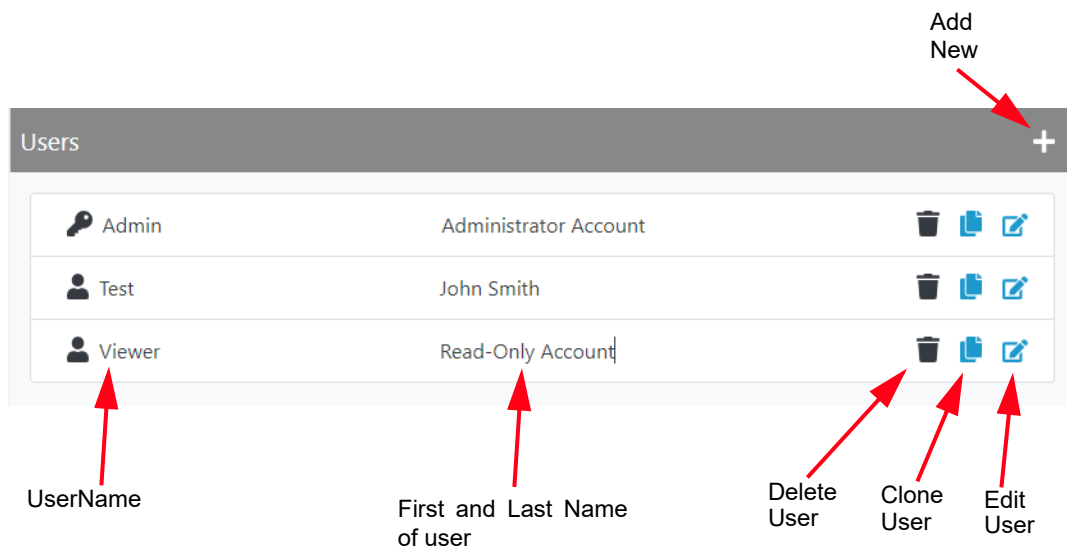 Add
New
Users
Admin Administrator Account
Test John Smith
Viewer Read-Only Account
UserName
First and Last Name
of user
Delete
User
Clone
User
Edit
User